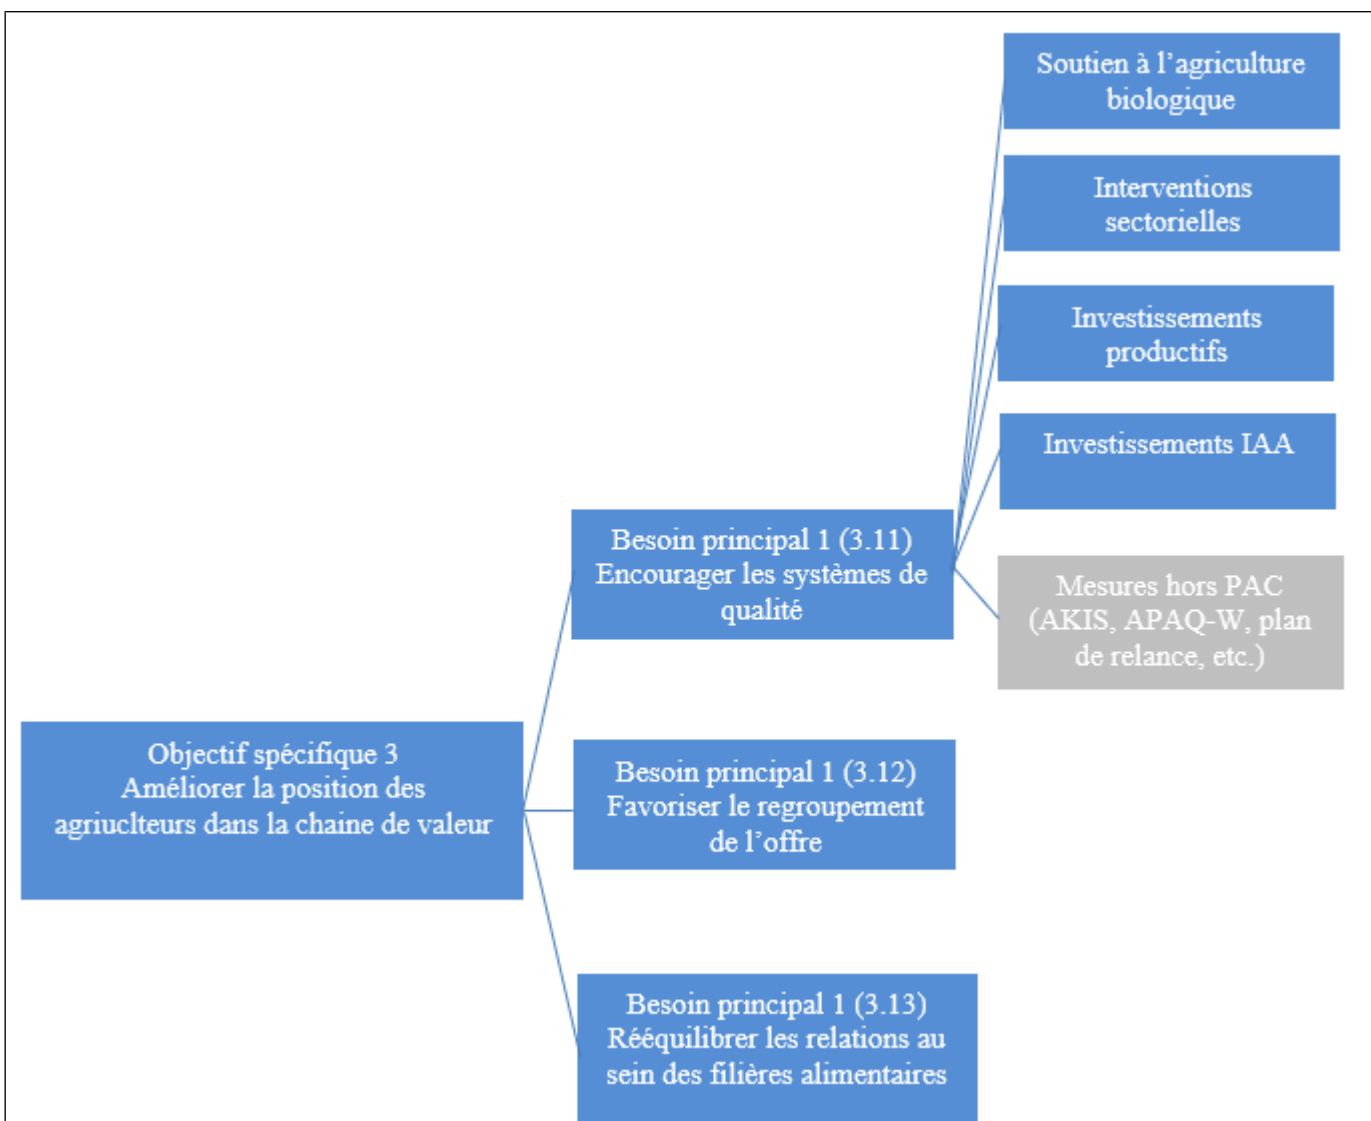 Soutien à l’agriculture
biologique
Interventions
sectorielles
Investissements
productifs
Investissements IAA
Besoin principal 1 (3.11)
Encourager les systèmes de
qualité
Mesures hors PAC
(AKIS, APAQ-W, plan
de relance, etc.)
Objectif spécifique 3
Améliorer la position des
agriuclteurs dans la chaine de valeur
Besoin principal 1 (3.12)
Favoriser le regroupement
de l’offre
Besoin principal 1 (3.13)
Rééquilibrer les relations au
sein des filières alimentaires